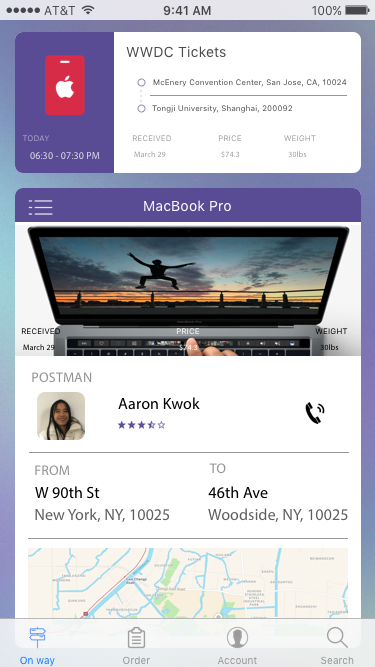 AT&T 9:41 AM 100%
WWDC Tickets
McEnery Convention Center, San Jose, CA, 10024
Tongji University, Shanghai, 200092
TODAY
06:30 - 07:30 PM
RECEIVED PRICE WEIGHT
March 29 $74.3 30lbs
MacBook Pro
RECEIVED PRICE WEIGHT
March 29 $74.3 30lbs
POSTMAN
Aaron Kwok
FROM TO
W 90th St 46th Ave
New York, NY, 10025 Woodside, NY, 10025
On way Order Account Search